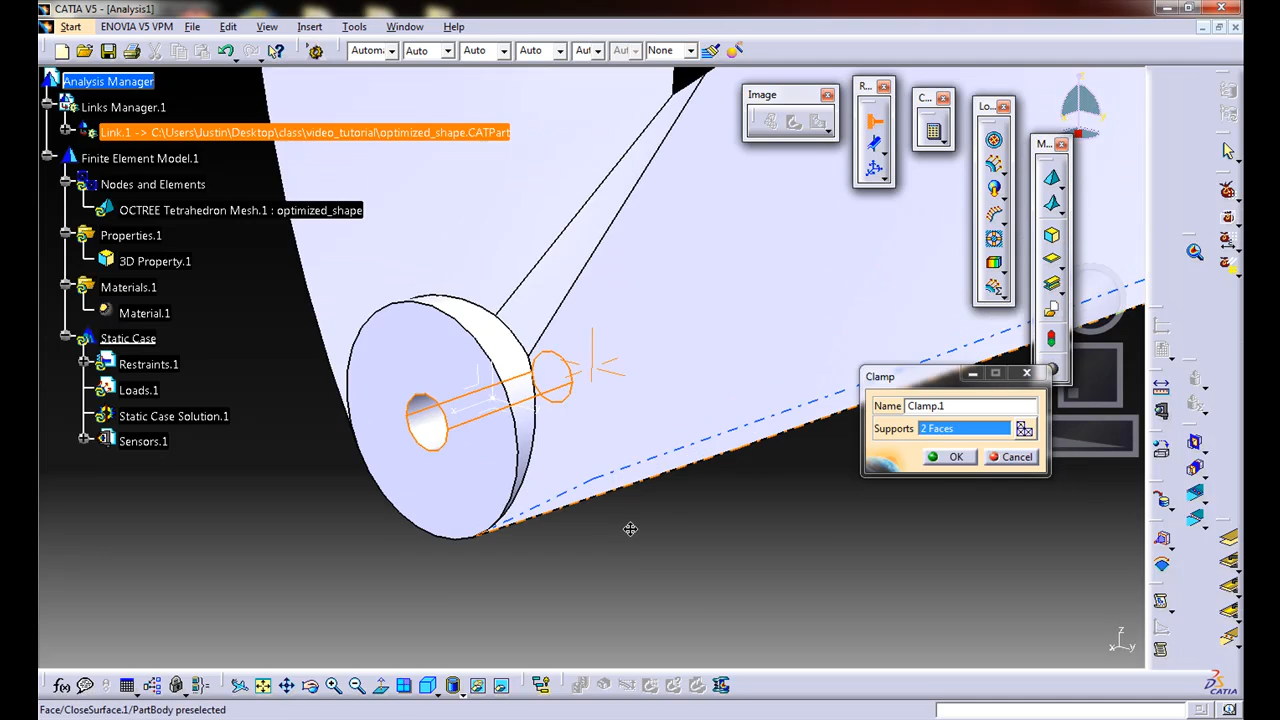 CATIA V5 - [Analysis1]
Start ENOVIA V5 VPM File Edit View Insert Tools Analyze Window Help
Automa Auto Auto Auto Aut Aut None
Analysis Manager
Links Manager.1
Link.1 -> C:\Users\Justin\Desktop\class\video_tutorial\optimized_shape.CATPart
Finite Element Model.1
Nodes and Elements
OCTREE Tetrahedron Mesh.1 : optimized_shape
Properties.1
3D Property.1
Materials.1
Material.1
Static Case
Restraints.1
Loads.1
Static Case Solution.1
Sensors.1
Image
R...
C...
Lo...
M...
Clamp
Name Clamp.1
Supports 2 Faces
OK Cancel
z
x y
f(x)
CATIA
Face/CloseSurface.1/PartBody preselected